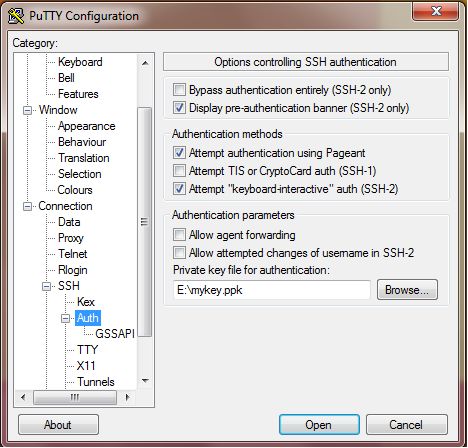 PuTTY Configuration
Category:
Keyboard
Bell
Features
Window
Appearance
Behaviour
Translation
Selection
Colours
Connection
Data
Proxy
Telnet
Rlogin
SSH
Kex
Auth
GSSAPI
TTY
X11
Tunnels
Options controlling SSH authentication
Bypass authentication entirely (SSH-2 only)
Display pre-authentication banner (SSH-2 only)
Authentication methods
Attempt authentication using Pageant
Attempt TIS or CryptoCard auth (SSH-1)
Attempt "keyboard-interactive" auth (SSH-2)
Authentication parameters
Allow agent forwarding
Allow attempted changes of username in SSH-2
Private key file for authentication:
E:\mykey.ppk
Browse...
About
Open
Cancel